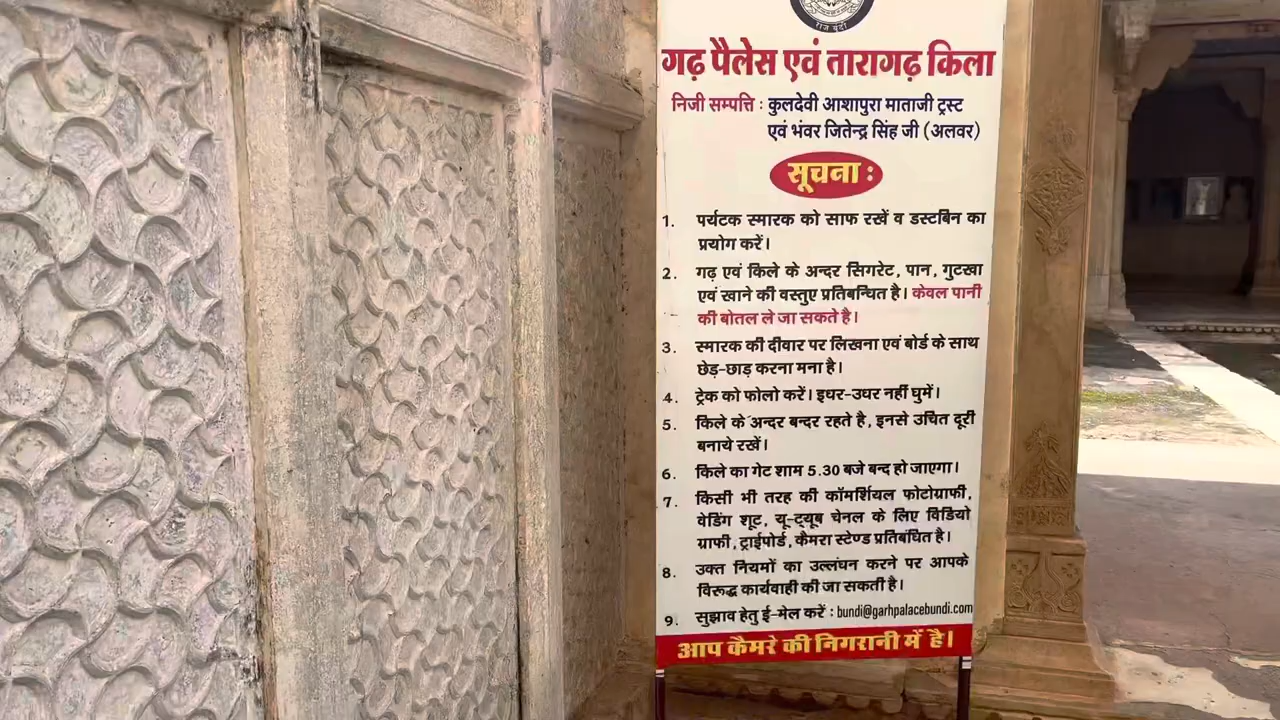 राज बूंदी
गढ़ पैलेस एवं तारागढ़ किला
निजी सम्पत्ति : कुलदेवी आशापुरा माताजी ट्रस्ट
एवं भंवर जितेन्द्र सिंह जी (अलवर)
सूचना :
1. पर्यटक स्मारक को साफ रखें व डस्टबिन का
प्रयोग करें।
2. गढ़ एवं किले के अन्दर सिगरेट, पान, गुटखा
एवं खाने की वस्तुए प्रतिबन्धित है। केवल पानी
की बोतल ले जा सकते है।
3. स्मारक की दीवार पर लिखना एवं बोर्ड के साथ
छेड़-छाड़ करना मना है।
4. ट्रेक को फोलो करें। इधर-उधर नहीं घुमें।
5. किले के अन्दर बन्दर रहते है, इनसे उचित दूरी
बनाये रखें।
6. किले का गेट शाम 5.30 बजे बन्द हो जाएगा।
7. किसी भी तरह की कॉमर्शियल फोटोग्राफी,
वेडिंग शूट, यू-ट्यूब चेनल के लिए विडियो
ग्राफी, ट्राईपोर्ड, कैमरा स्टेण्ड प्रतिबंधित है।
8. उक्त नियमों का उल्लंघन करने पर आपके
विरूद्ध कार्यवाही की जा सकती है।
9. सुझाव हेतु ई-मेल करें : bundi@garhpalacebundi.com
आप कैमरे की निगरानी में है।